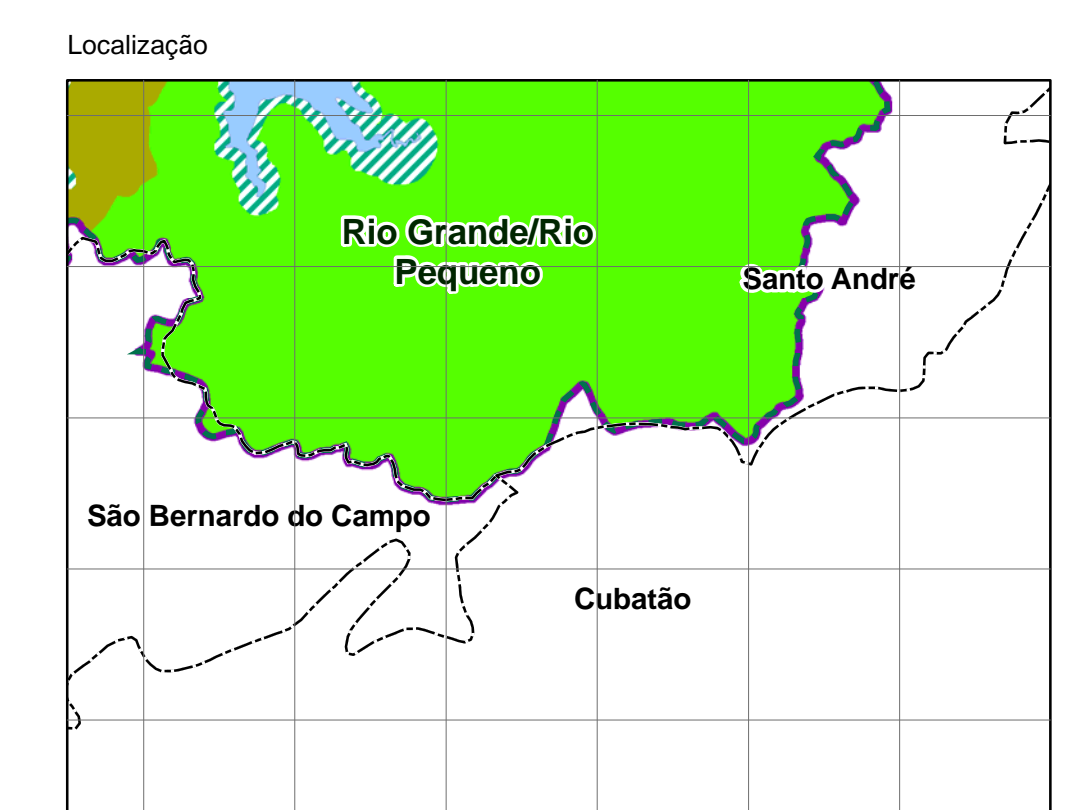 Localização
Rio Grande/Rio
Pequeno
Santo André
São Bernardo do Campo
Cubatão